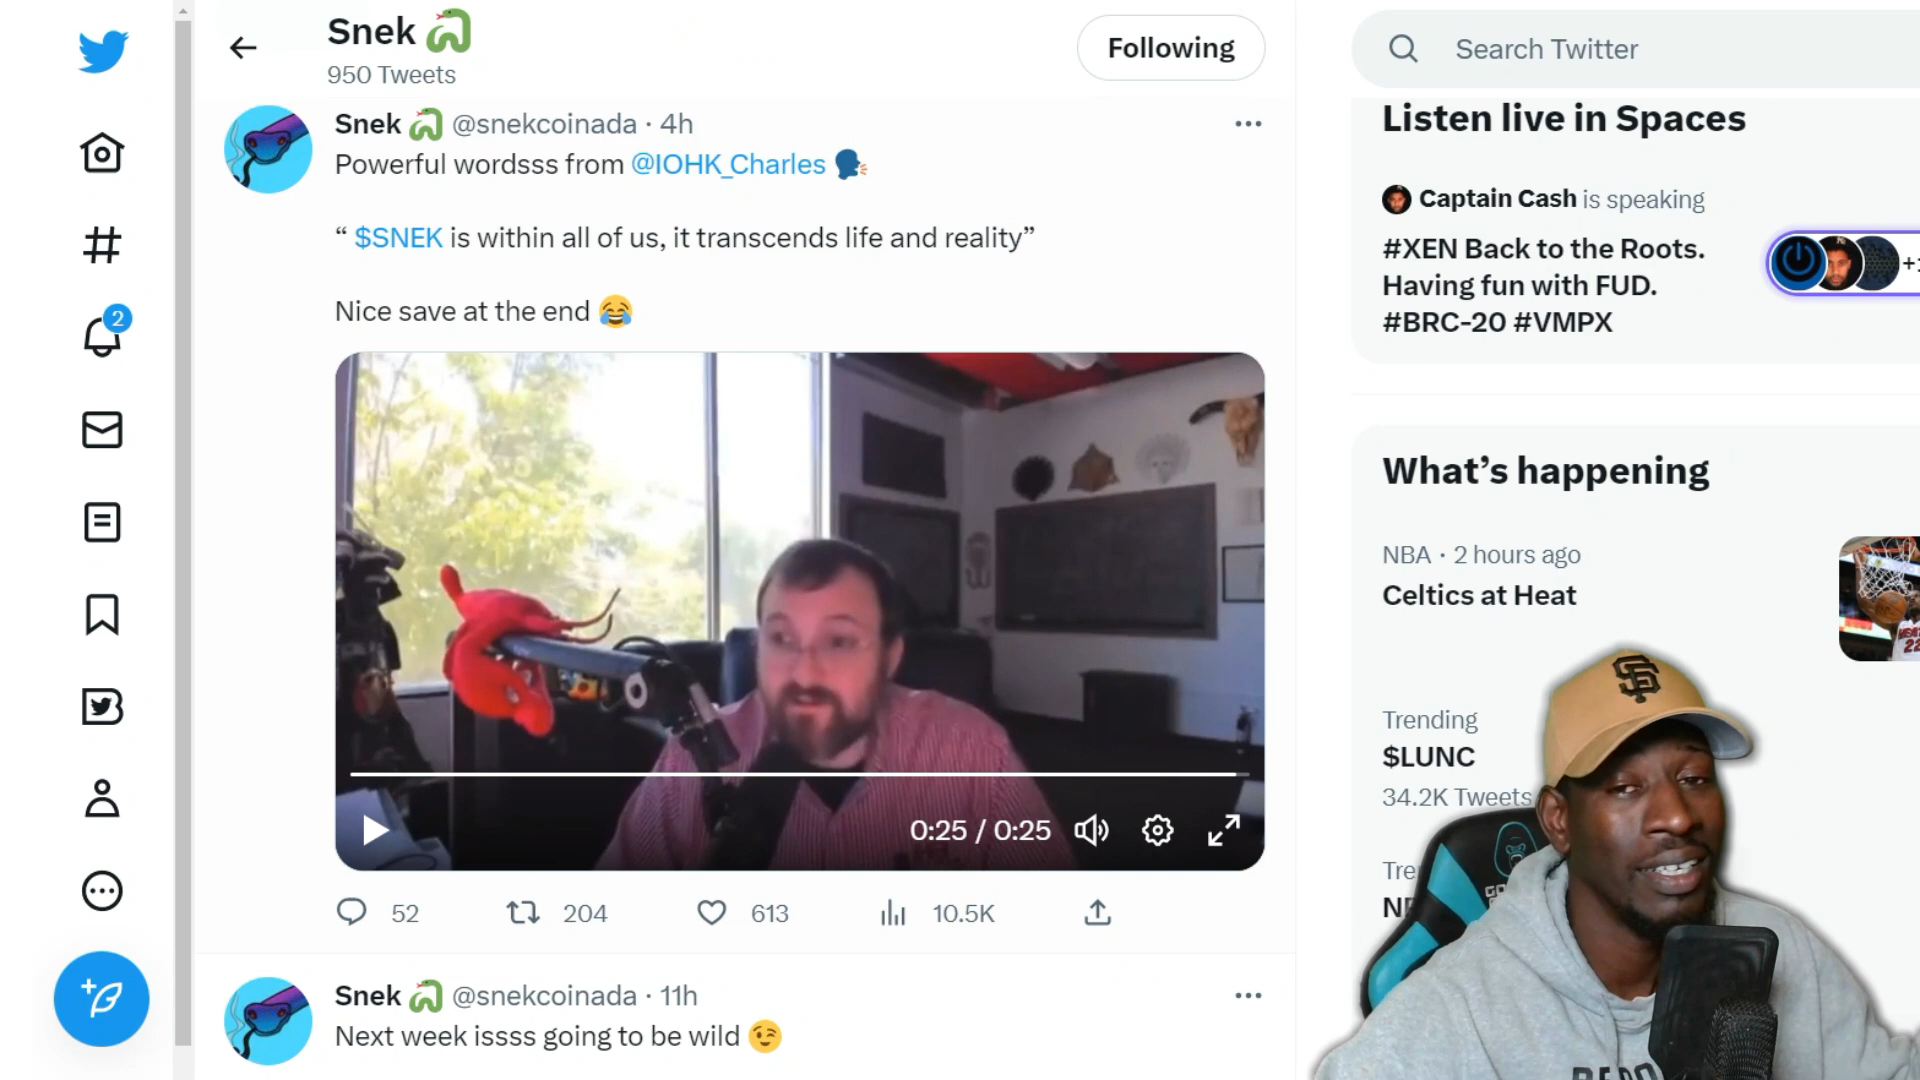 Snek
950 Tweets
Following
Search Twitter
Snek @snekcoinada · 4h
Powerful wordsss from @IOHK_Charles
“ $SNEK is within all of us, it transcends life and reality”
Nice save at the end
0:25 / 0:25
52
204
613
10.5K
Snek @snekcoinada · 11h
Next week issss going to be wild
2
Listen live in Spaces
Captain Cash is speaking
#XEN Back to the Roots.
Having fun with FUD.
#BRC-20 #VMPX
What’s happening
NBA · 2 hours ago
Celtics at Heat
22
Trending
$LUNC
34.2K Tweets
Tre
SF